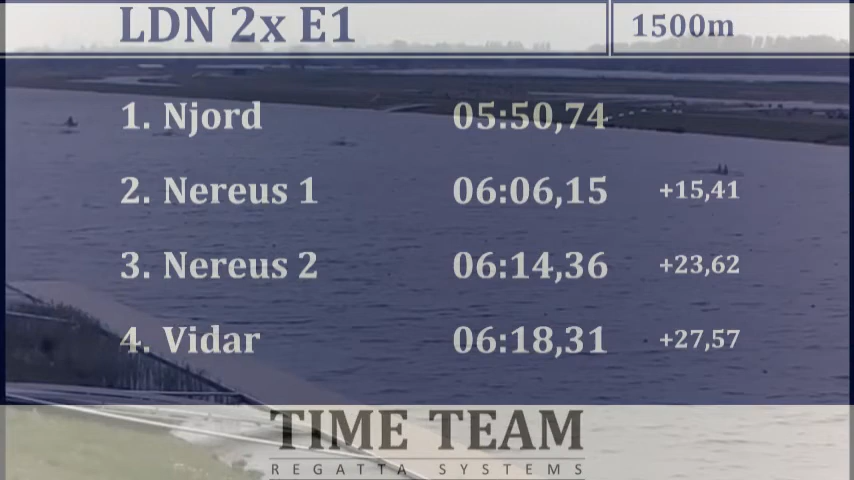 LDN 2x E1 1500m
1. Njord 05:50,74
2. Nereus 1 06:06,15 +15,41
3. Nereus 2 06:14,36 +23,62
4. Vidar 06:18,31 +27,57
TIME TEAM
REGATTA SYSTEMS